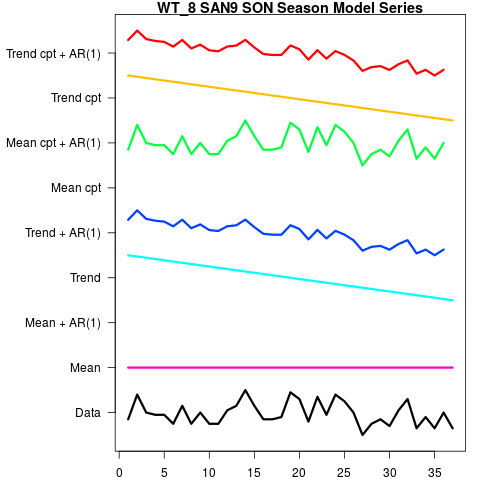 WT_8 SAN9 SON Season Model Series
Trend cpt + AR(1)
Trend cpt
Mean cpt + AR(1)
Mean cpt
Trend + AR(1)
Trend
Mean + AR(1)
Mean
Data
0 5 10 15 20 25 30 35